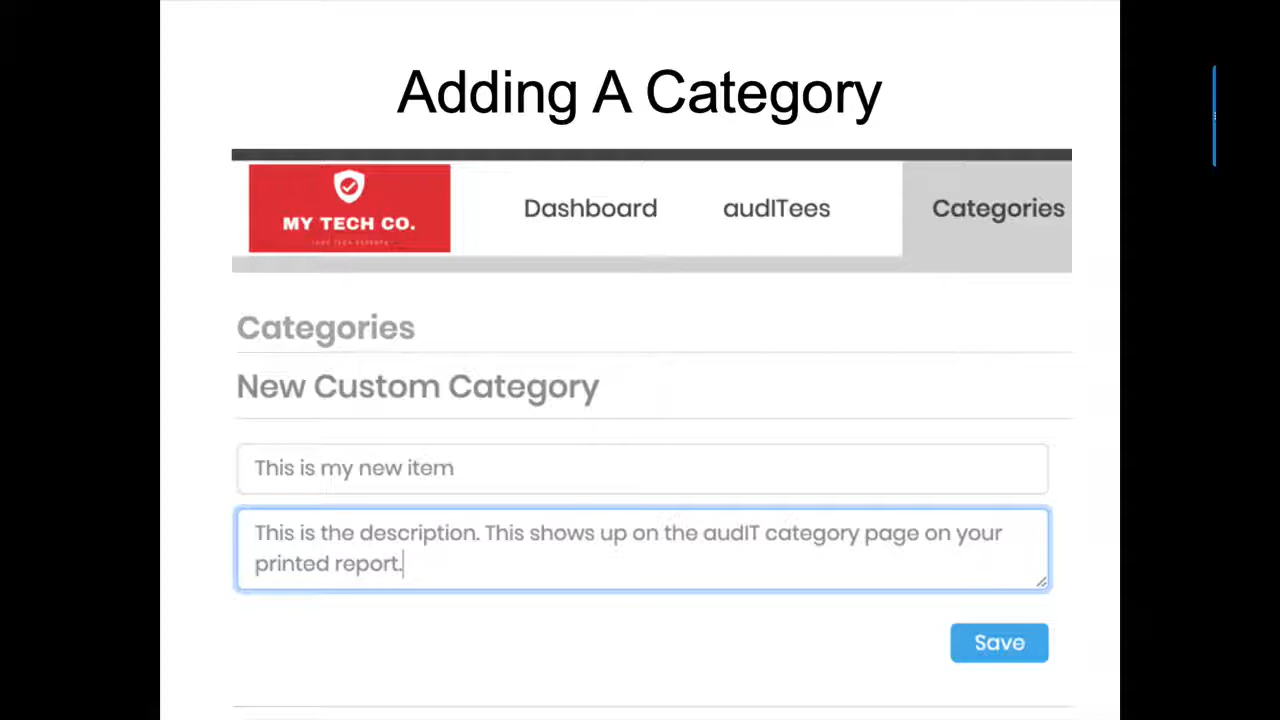 Adding A Category
MY TECH CO.
Dashboard
audITees
Categories
Categories
New Custom Category
This is my new item
This is the description. This shows up on the audIT category page on your
printed report.
Save